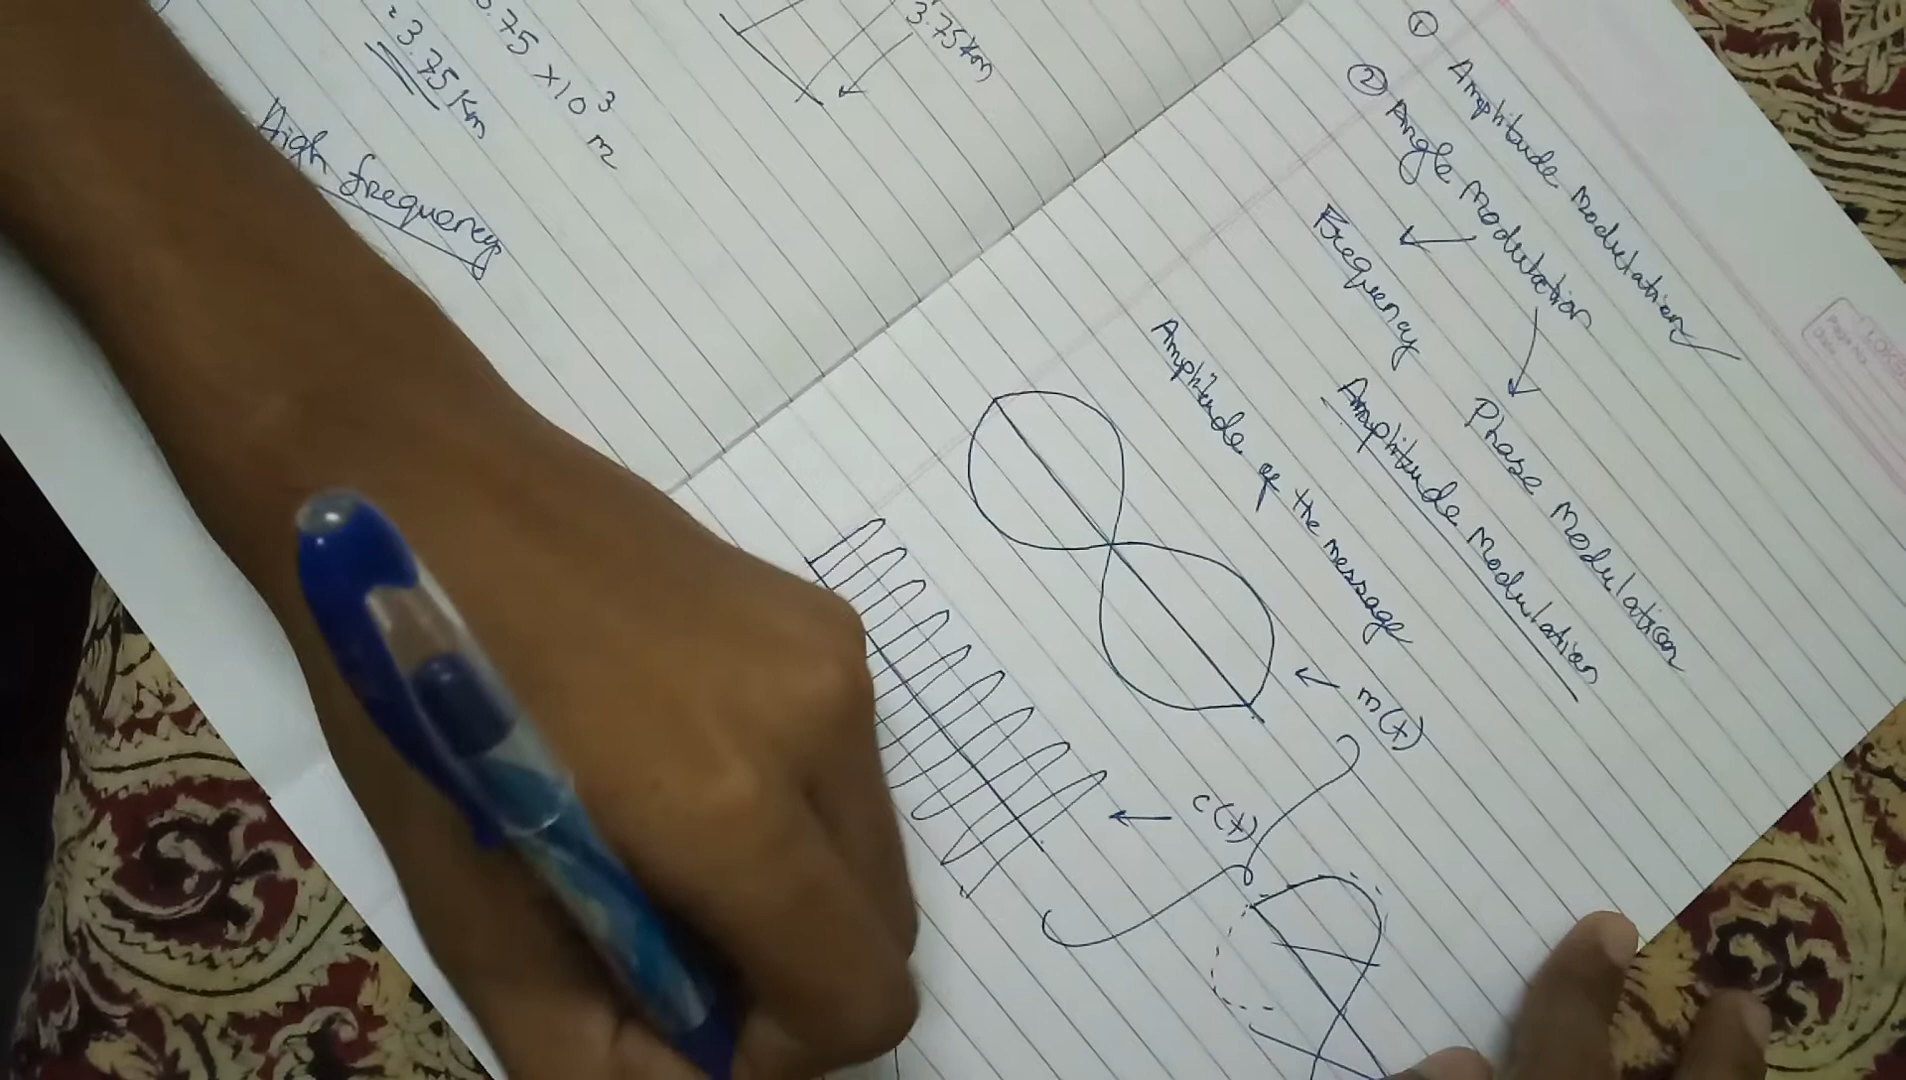 3.75 × 10³ m
= 3.75 Km
3.75 Km
High frequency
① Amplitude Modulation
② Angle Modulation
Frequency
Phase Modulation
Amplitude Modulation
Amplitude of the message
m(t)
c(t)